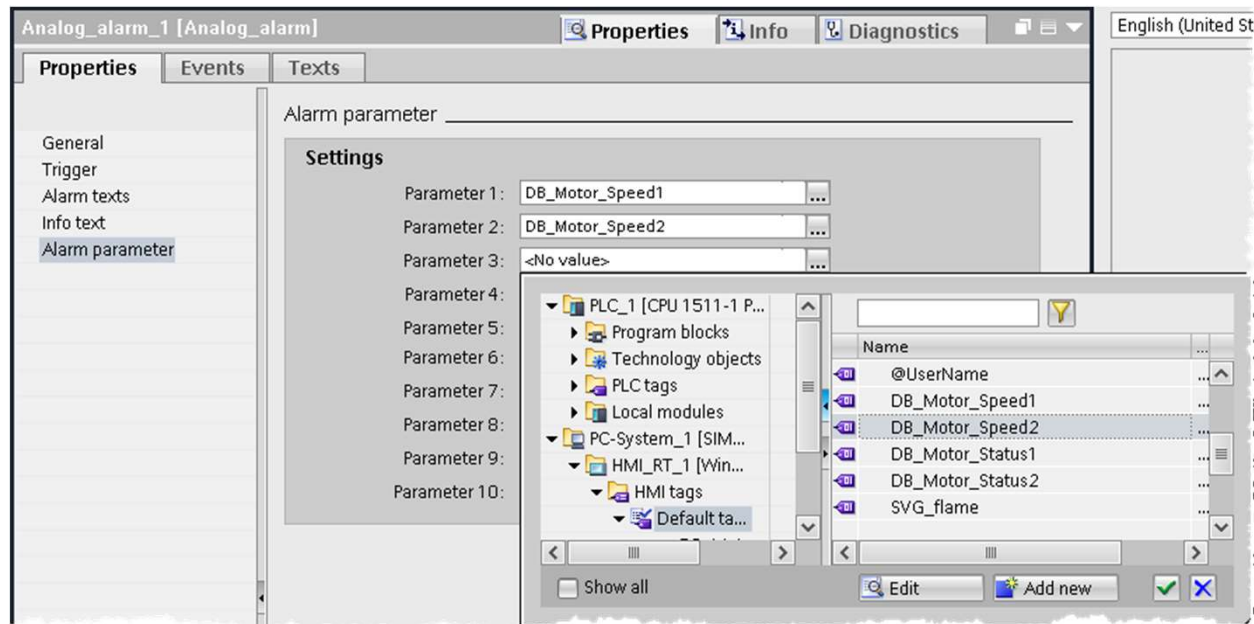 Analog_alarm_1 [Analog_alarm]
Properties Info Diagnostics
English (United St
Properties Events Texts
General
Trigger
Alarm texts
Info text
Alarm parameter
Alarm parameter
Settings
Parameter 1: DB_Motor_Speed1 ...
Parameter 2: DB_Motor_Speed2 ...
Parameter 3: <No value> ...
Parameter 4:
Parameter 5:
Parameter 6:
Parameter 7:
Parameter 8:
Parameter 9:
Parameter 10:
PLC_1 [CPU 1511-1 P...
Program blocks
Technology objects
PLC tags
Local modules
PC-System_1 [SIM...
HMI_RT_1 [Win...
HMI tags
Default ta...
Name ...
@UserName ...
DB_Motor_Speed1 ...
DB_Motor_Speed2 ...
DB_Motor_Status1 ...
DB_Motor_Status2 ...
SVG_flame ...
Show all
Edit Add new